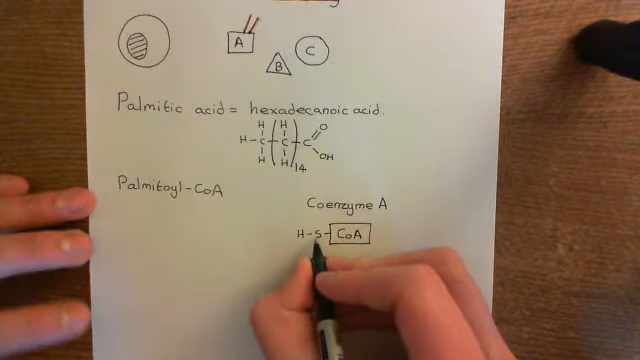 A
B
C
Palmitic acid = hexadecanoic acid.
H H O
H-C-(C)-C
H H 14 OH
Palmitoyl-CoA
Coenzyme A
H-S-CoA